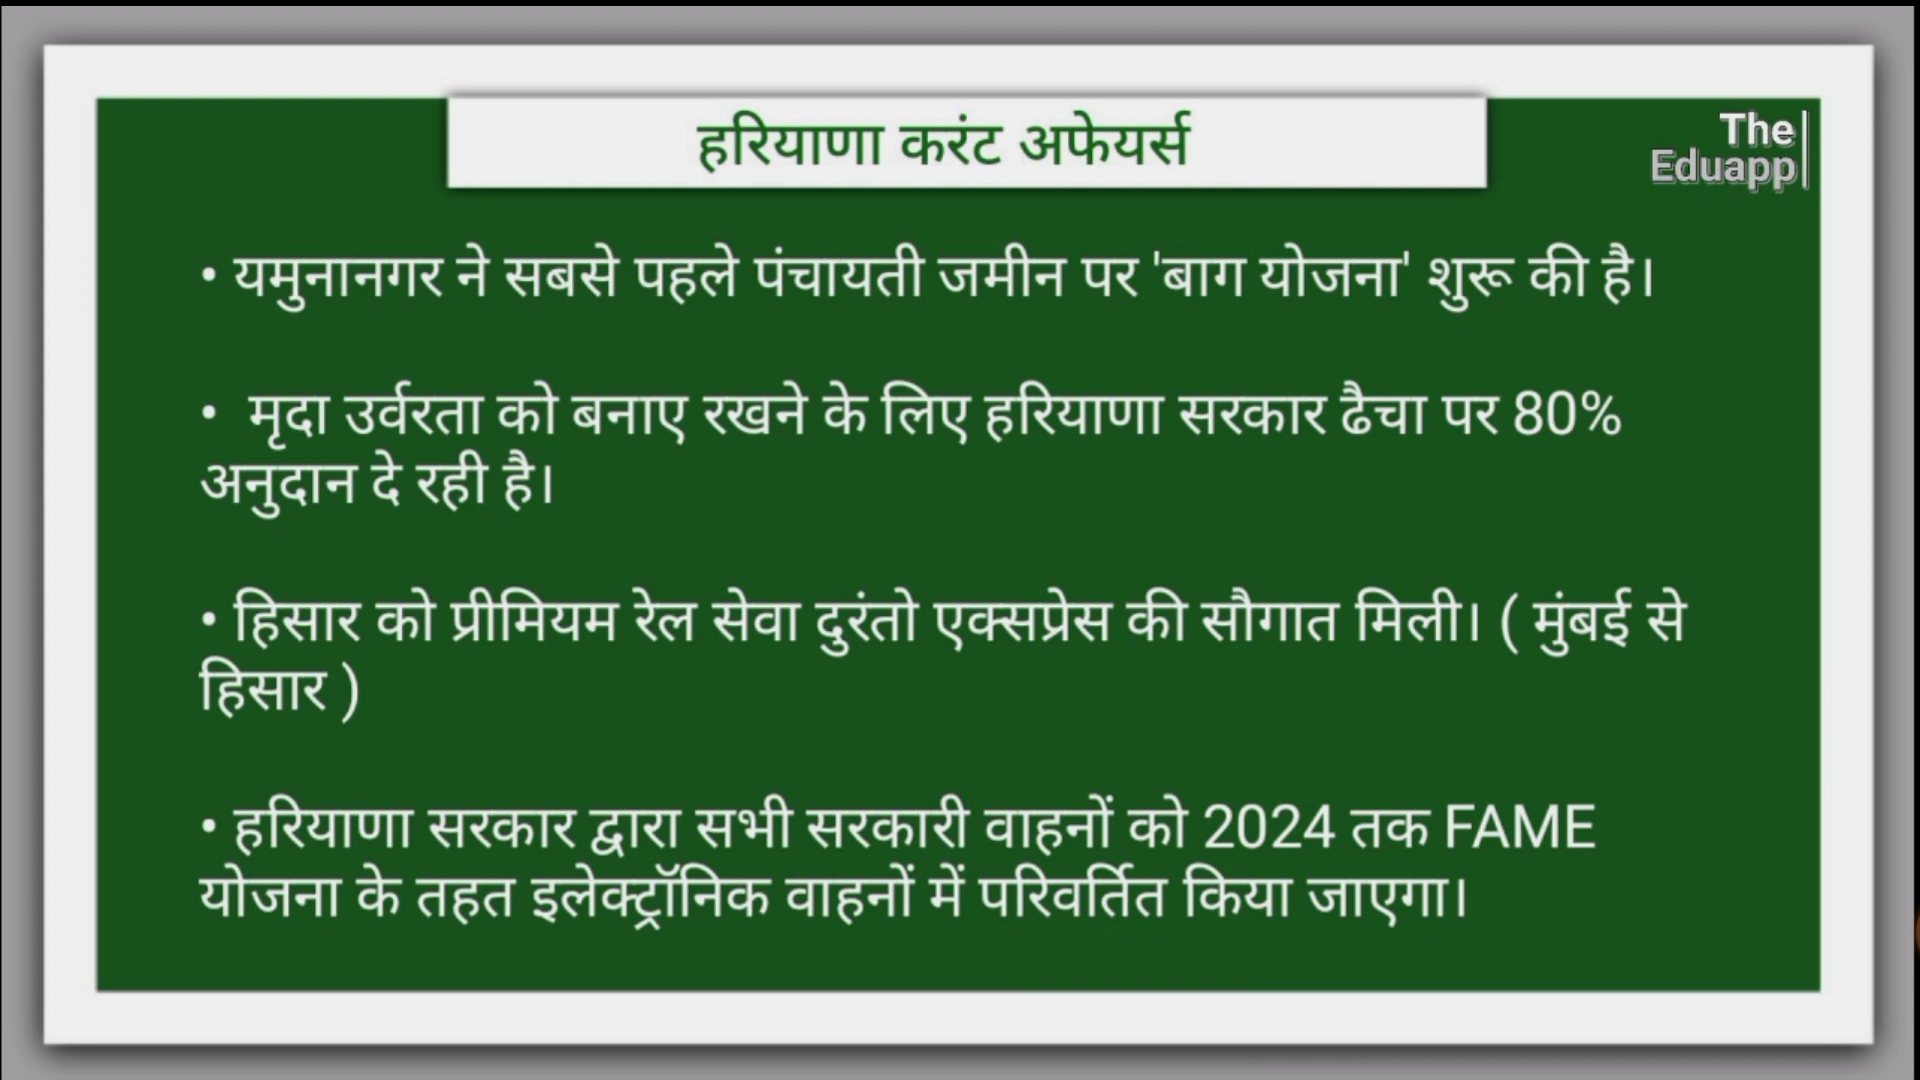 हरियाणा करंट अफेयर्स
The
Eduapp
• यमुनानगर ने सबसे पहले पंचायती जमीन पर 'बाग योजना' शुरू की है।
• मृदा उर्वरता को बनाए रखने के लिए हरियाणा सरकार ढैचा पर 80%
अनुदान दे रही है।
• हिसार को प्रीमियम रेल सेवा दुरंतो एक्सप्रेस की सौगात मिली। ( मुंबई से
हिसार )
• हरियाणा सरकार द्वारा सभी सरकारी वाहनों को 2024 तक FAME
योजना के तहत इलेक्ट्रॉनिक वाहनों में परिवर्तित किया जाएगा।